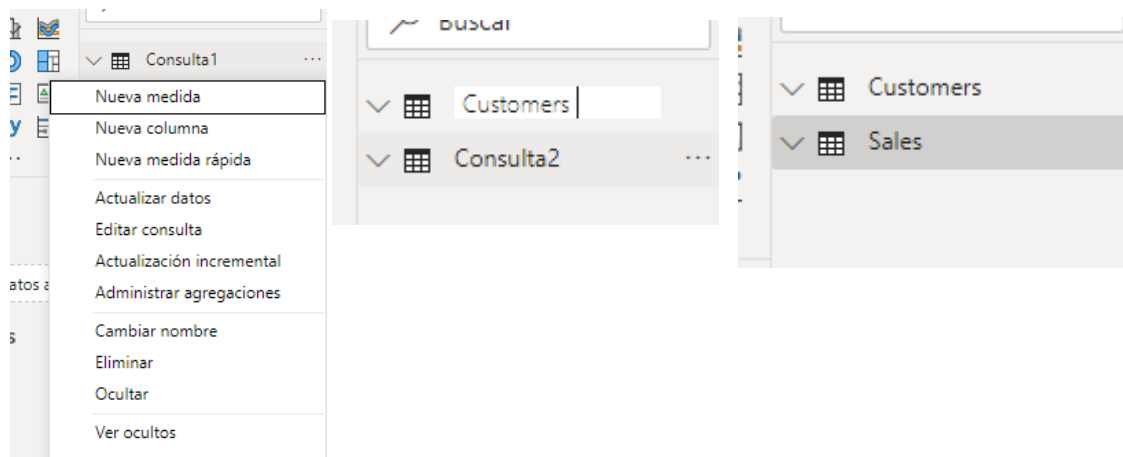 Consulta1
...
Nueva medida
Nueva columna
Nueva medida rápida
Actualizar datos
Editar consulta
Actualización incremental
Administrar agregaciones
Cambiar nombre
Eliminar
Ocultar
Ver ocultos
Buscar
Customers
Consulta2
...
Customers
Sales